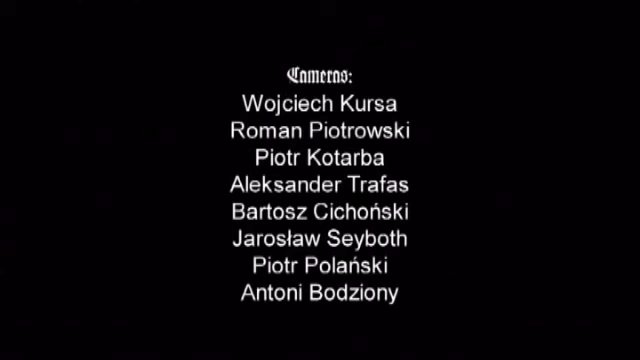 Cameras:
Wojciech Kursa
Roman Piotrowski
Piotr Kotarba
Aleksander Trafas
Bartosz Cichoński
Jarosław Seyboth
Piotr Polański
Antoni Bodziony